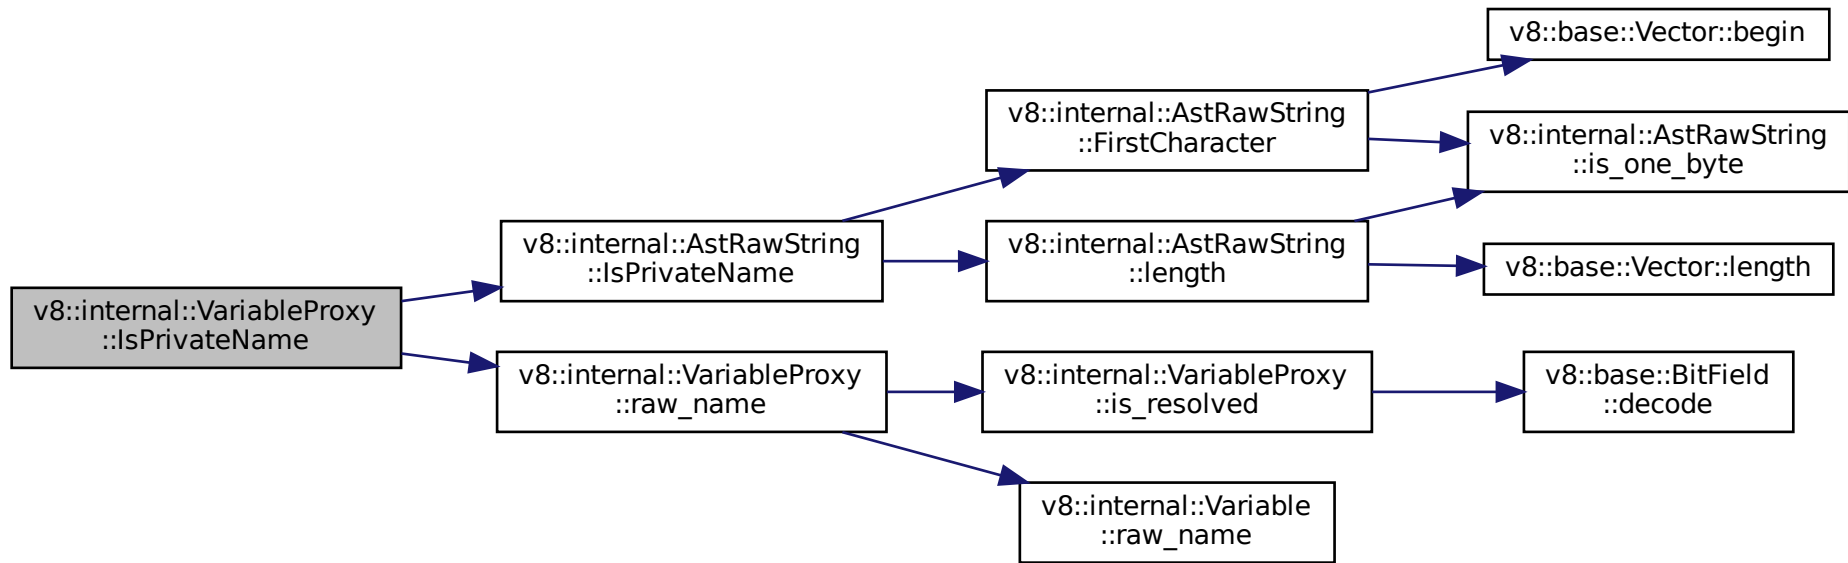 v8::internal::VariableProxy
::IsPrivateName
v8::internal::AstRawString
::IsPrivateName
v8::internal::AstRawString
::FirstCharacter
v8::base::Vector::begin
v8::internal::AstRawString
::is_one_byte
v8::internal::AstRawString
::length
v8::base::Vector::length
v8::internal::VariableProxy
::raw_name
v8::internal::VariableProxy
::is_resolved
v8::base::BitField
::decode
v8::internal::Variable
::raw_name